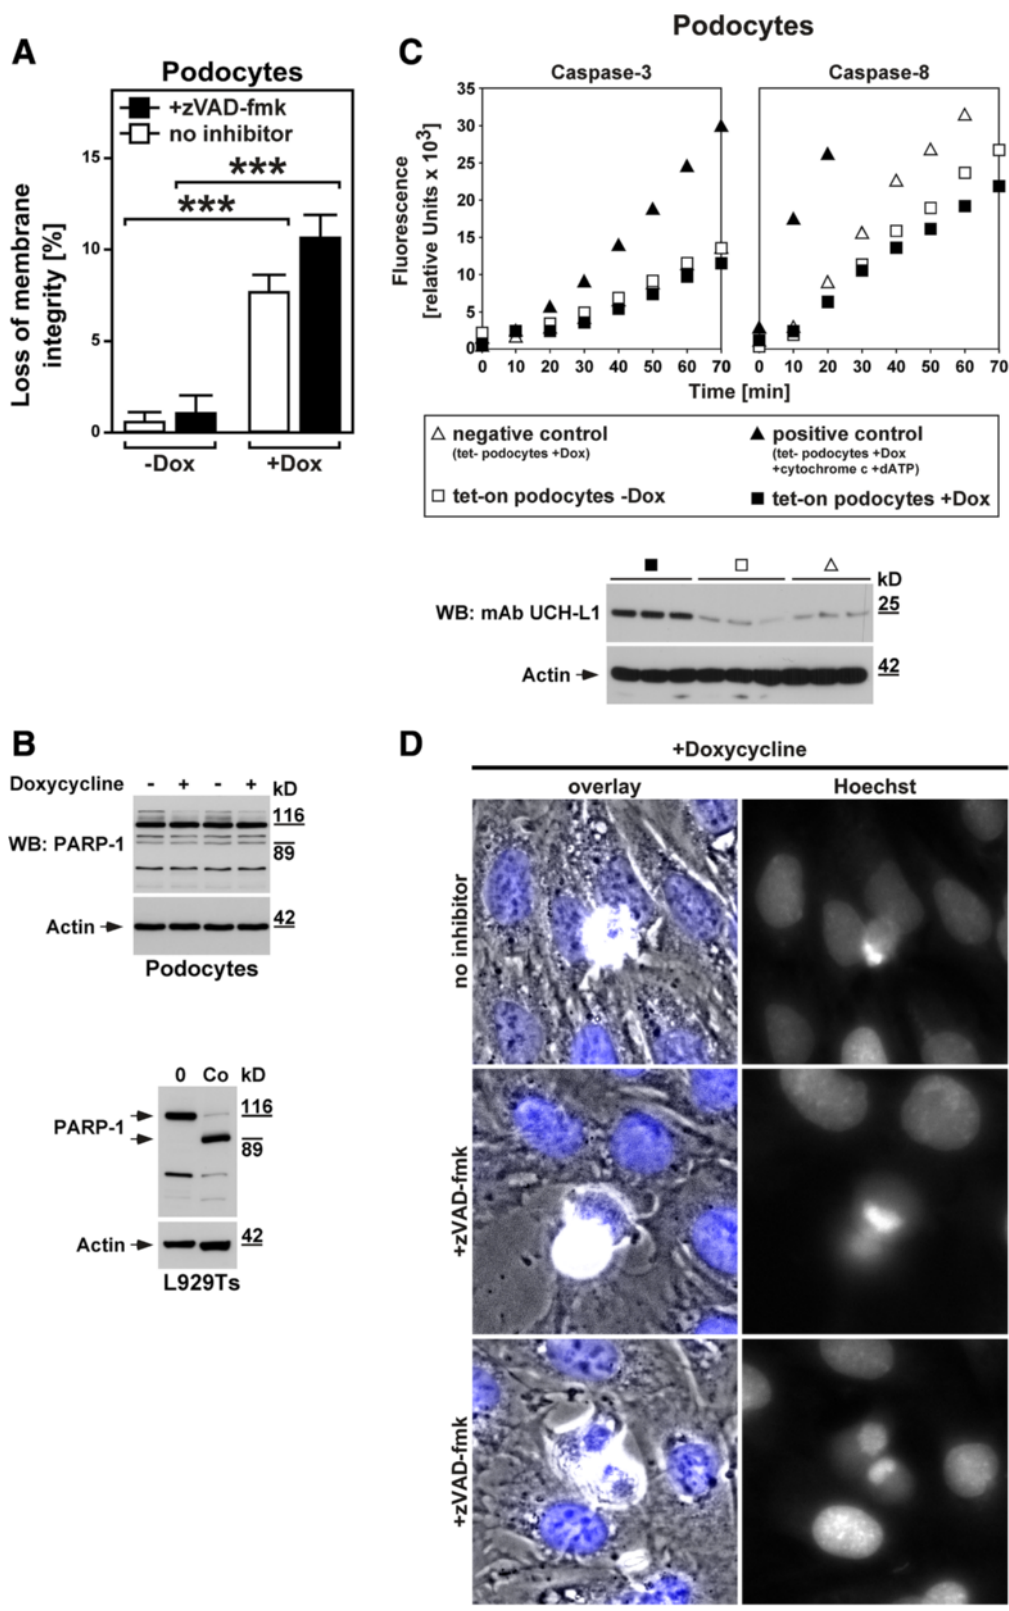 A
Podocytes
+zVAD-fmk
no inhibitor
***
***
Loss of membrane
integrity [%]
15
10
5
0
-Dox
+Dox
C
Podocytes
Caspase-3
Caspase-8
Fluorescence
[relative Units x 10³]
35
30
25
20
15
10
5
0
0 10 20 30 40 50 60 70
0 10 20 30 40 50 60 70
Time [min]
negative control
(tet- podocytes +Dox)
positive control
(tet- podocytes +Dox
+cytochrome c +dATP)
tet-on podocytes -Dox
tet-on podocytes +Dox
kD
WB: mAb UCH-L1
25
Actin
42
B
Doxycycline - + - + kD
116
WB: PARP-1
89
Actin
42
Podocytes
0 Co kD
PARP-1
116
89
Actin
42
L929Ts
D
+Doxycycline
overlay
Hoechst
no inhibitor
+zVAD-fmk
+zVAD-fmk